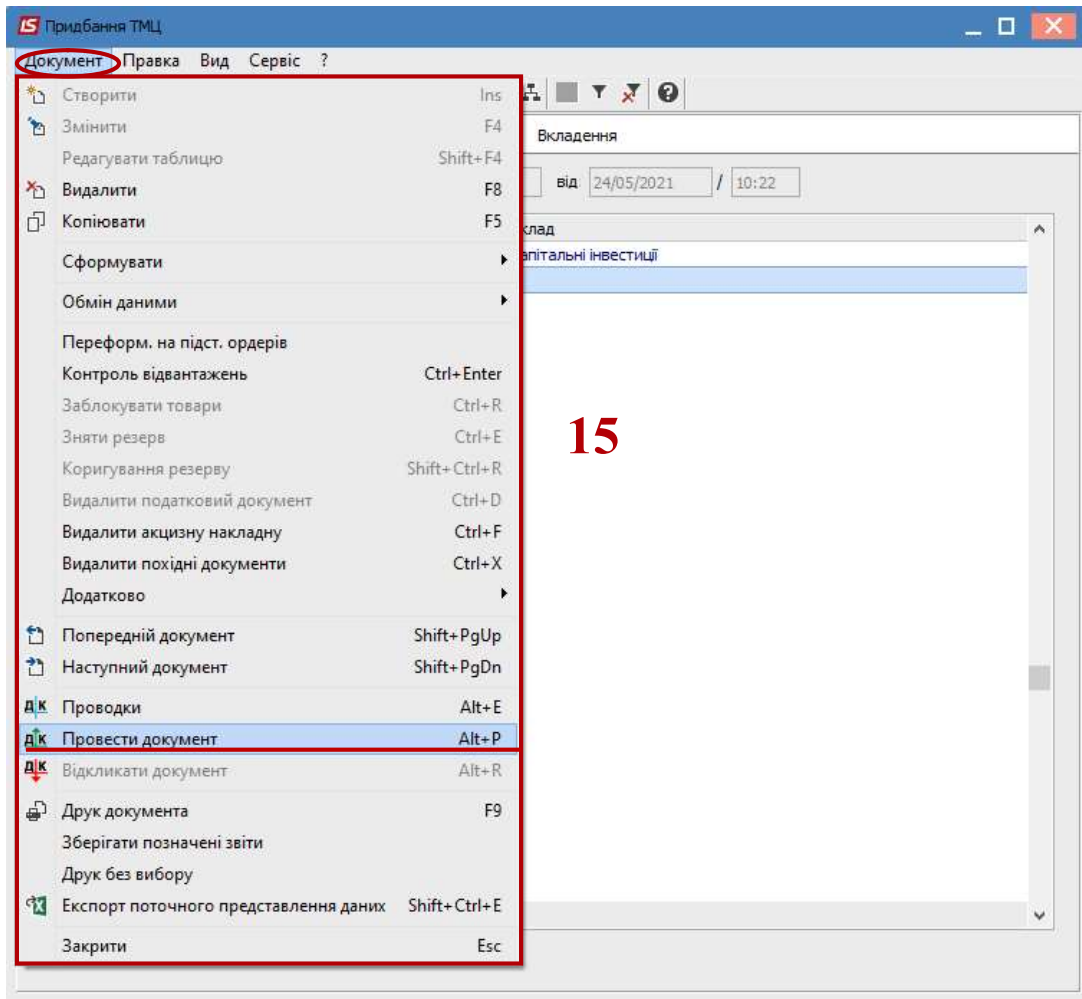 Придбання ТМЦ
Документ Правка Вид Сервіс ?
Створити Ins
Змінити F4
Вкладення
Редагувати таблицю Shift+F4
Видалити F8
від 24/05/2021 / 10:22
Копіювати F5
клад
Сформувати
апітальні інвестиції
Обмін даними
Переформ. на підст. ордерів
Контроль відвантажень Ctrl+Enter
Заблокувати товари Ctrl+R
Зняти резерв Ctrl+E
15
Коригування резерву Shift+Ctrl+R
Видалити податковий документ Ctrl+D
Видалити акцизну накладну Ctrl+F
Видалити похідні документи Ctrl+X
Додатково
Попередній документ Shift+PgUp
Наступний документ Shift+PgDn
Проводки Alt+E
Провести документ Alt+P
Відкликати документ Alt+R
Друк документа F9
Зберігати позначені звіти
Друк без вибору
Експорт поточного представлення даних Shift+Ctrl+E
Закрити Esc